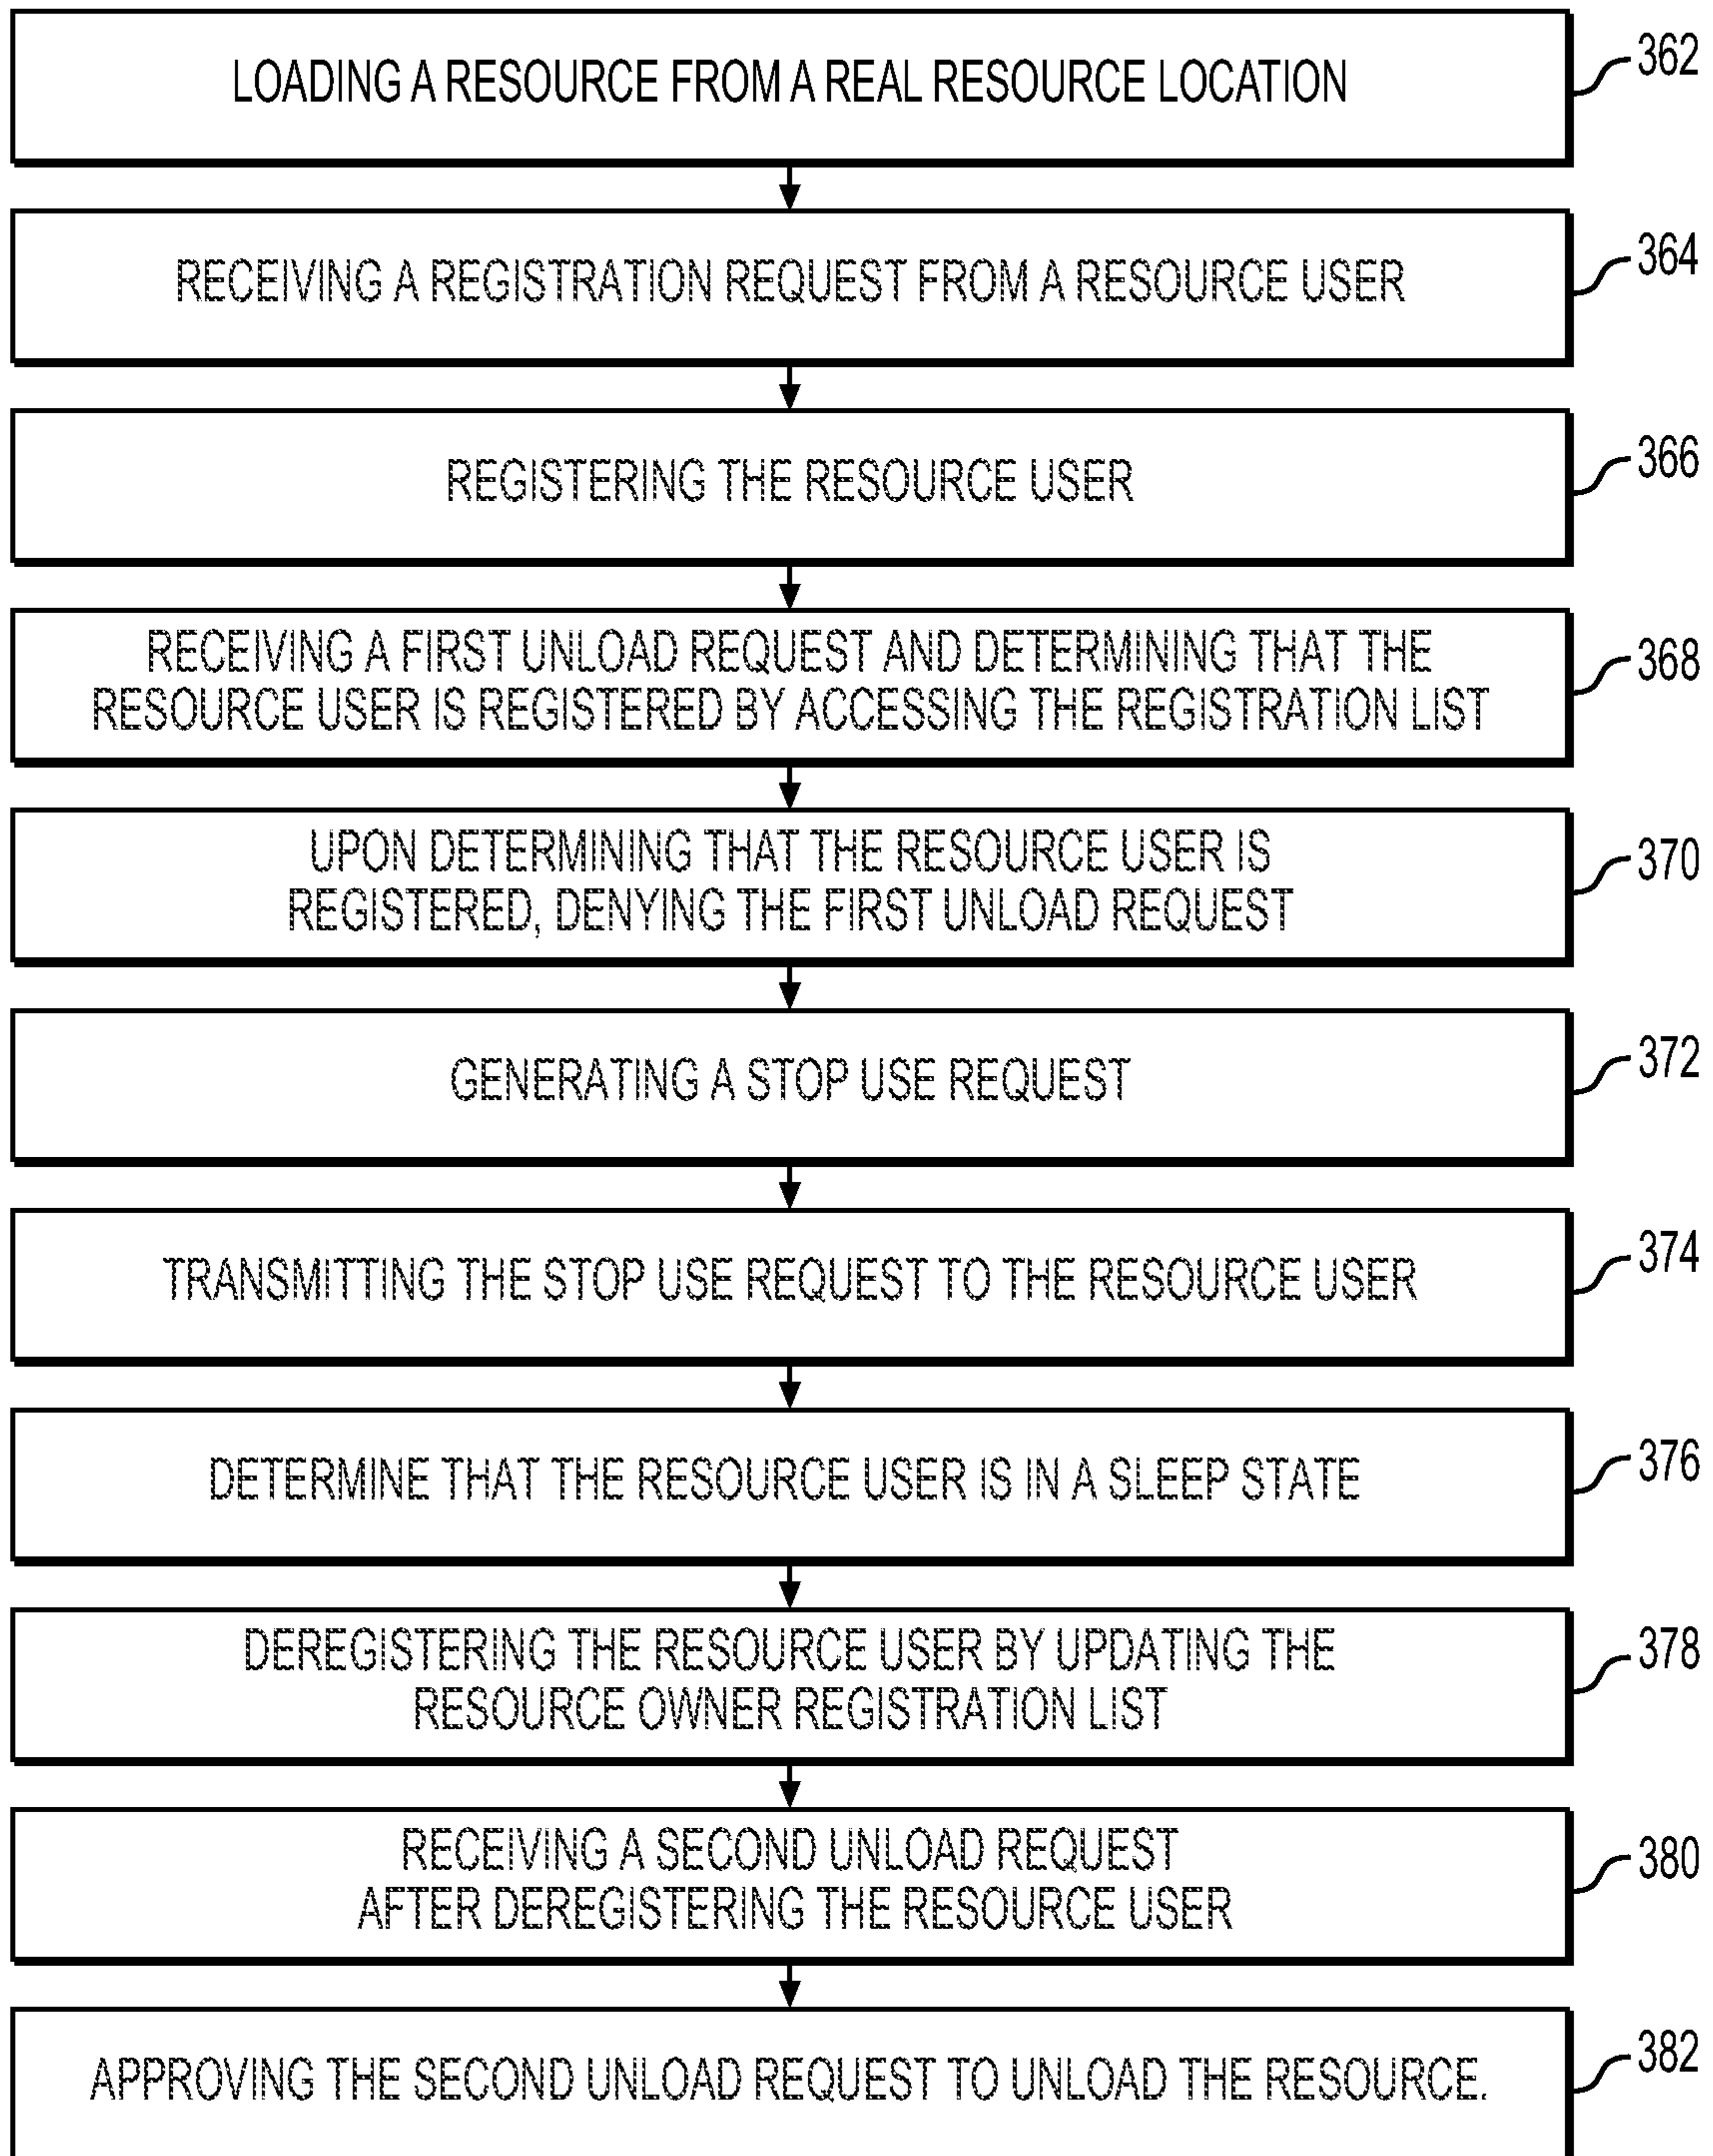 LOADING A RESOURCE FROM A REAL RESOURCE LOCATION
362
RECEIVING A REGISTRATION REQUEST FROM A RESOURCE USER
364
REGISTERING THE RESOURCE USER
366
RECEIVING A FIRST UNLOAD REQUEST AND DETERMINING THAT THE
RESOURCE USER IS REGISTERED BY ACCESSING THE REGISTRATION LIST
368
UPON DETERMINING THAT THE RESOURCE USER IS
REGISTERED, DENYING THE FIRST UNLOAD REQUEST
370
GENERATING A STOP USE REQUEST
372
TRANSMITTING THE STOP USE REQUEST TO THE RESOURCE USER
374
DETERMINE THAT THE RESOURCE USER IS IN A SLEEP STATE
376
DEREGISTERING THE RESOURCE USER BY UPDATING THE
RESOURCE OWNER REGISTRATION LIST
378
RECEIVING A SECOND UNLOAD REQUEST
AFTER DEREGISTERING THE RESOURCE USER
380
APPROVING THE SECOND UNLOAD REQUEST TO UNLOAD THE RESOURCE.
382